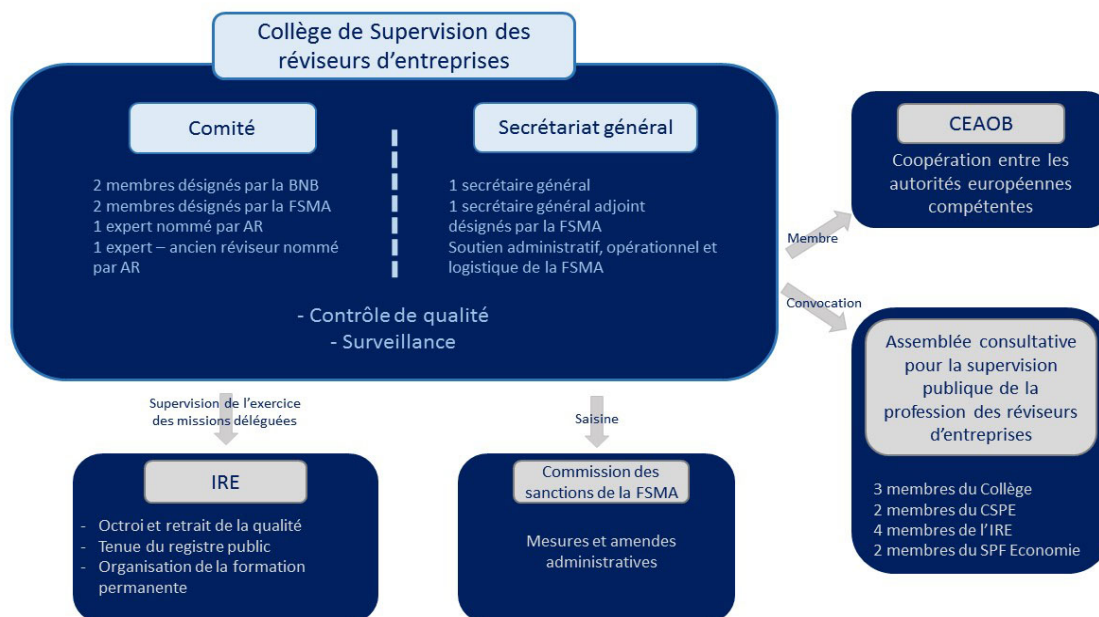 Collège de Supervision des
réviseurs d'entreprises
Comité
2 membres désignés par la BNB
2 membres désignés par la FSMA
1 expert nommé par AR
1 expert – ancien réviseur nommé
par AR
Secrétariat général
1 secrétaire général
1 secrétaire général adjoint
désignés par la FSMA
Soutien administratif, opérationnel et
logistique de la FSMA
- Contrôle de qualité
- Surveillance
Membre
CEAOB
Coopération entre les
autorités européennes
compétentes
Convocation
Assemblée consultative
pour la supervision
publique de la
profession des réviseurs
d'entreprises
3 membres du Collège
2 membres du CSPE
4 membres de l'IRE
2 membres du SPF Economie
Supervision de l'exercice
des missions déléguées
IRE
- Octroi et retrait de la qualité
- Tenue du registre public
- Organisation de la formation
permanente
Saisine
Commission des
sanctions de la FSMA
Mesures et amendes
administratives